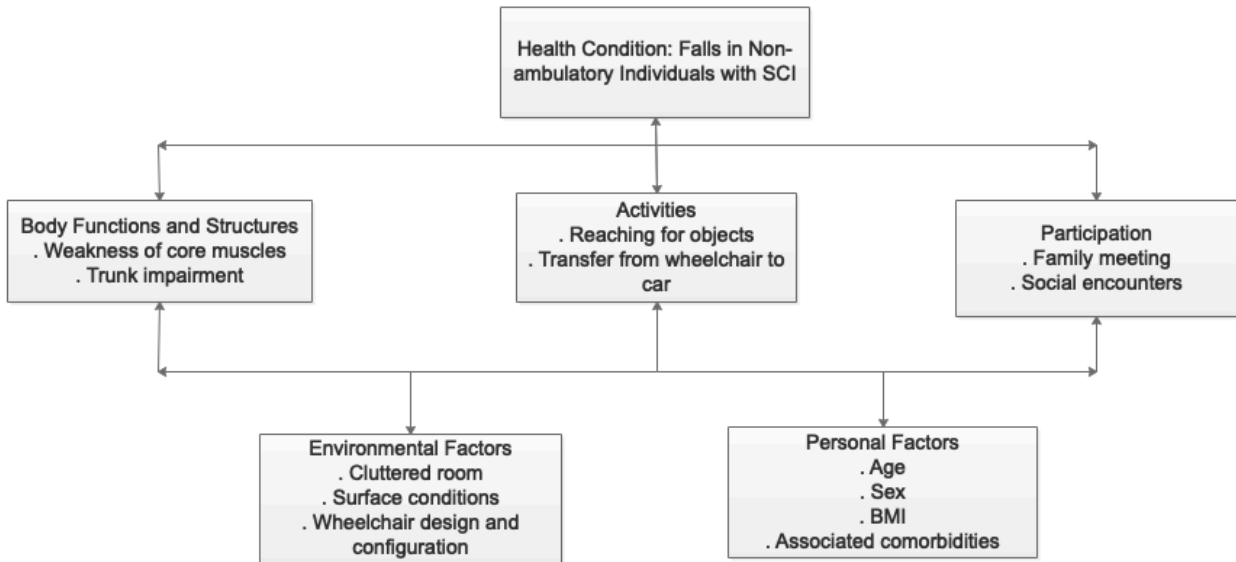 Health Condition: Falls in Non-
ambulatory Individuals with SCI
Body Functions and Structures
. Weakness of core muscles
. Trunk impairment
Activities
. Reaching for objects
. Transfer from wheelchair to
car
Participation
. Family meeting
. Social encounters
Environmental Factors
. Cluttered room
. Surface conditions
. Wheelchair design and
configuration
Personal Factors
. Age
. Sex
. BMI
. Associated comorbidities